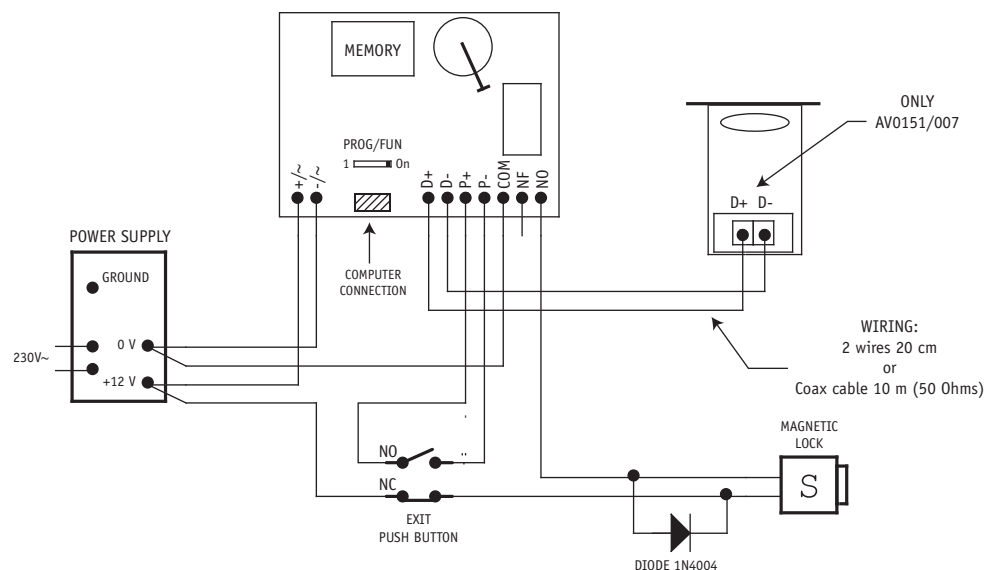 MEMORY
PROG/FUN
1 On
+/~
-/~
D+
D-
P+
P-
COM
NF
NO
COMPUTER
CONNECTION
ONLY
AV0151/007
D+ D-
POWER SUPPLY
GROUND
230V~
0 V
+12 V
WIRING:
2 wires 20 cm
or
Coax cable 10 m (50 Ohms)
NO
NC
EXIT
PUSH BUTTON
MAGNETIC
LOCK
S
DIODE 1N4004